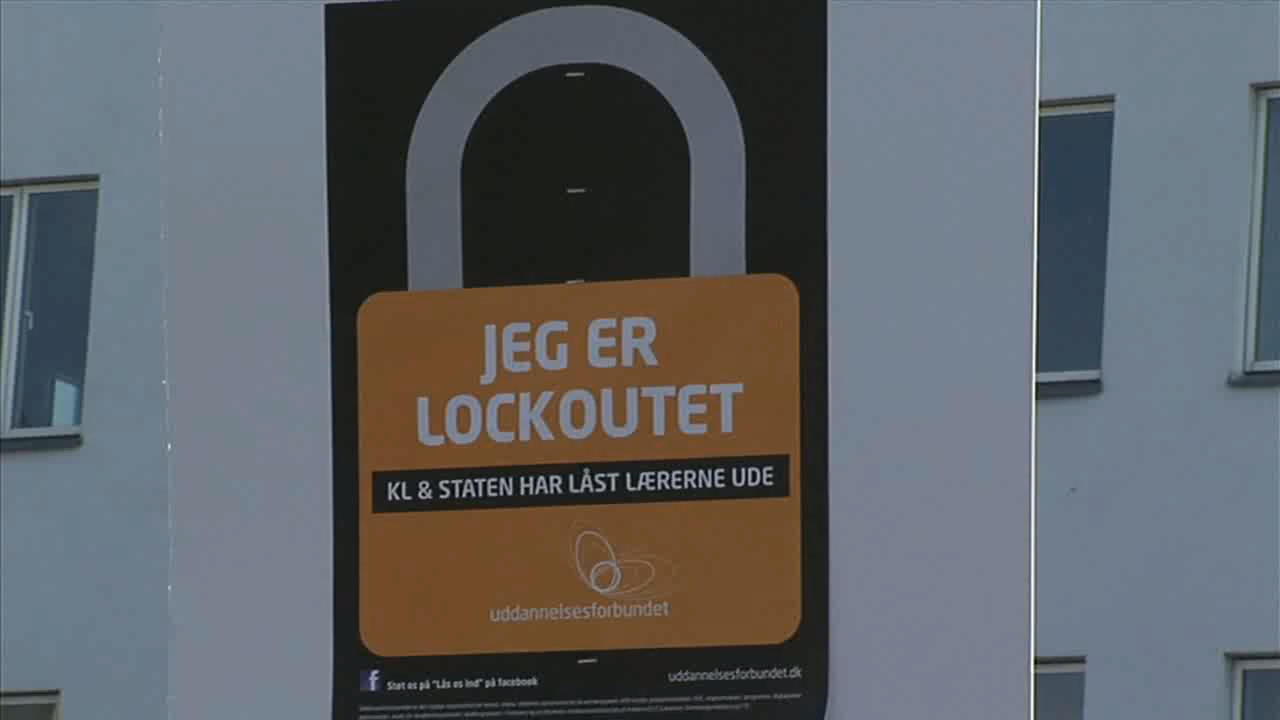 JEG ER
LOCKOUTET
KL & STATEN HAR LÅST LÆRERNE UDE
uddannelsesforbundet
f Støt os på "Lås os ind" på facebook
uddannelsesforbundet.dk